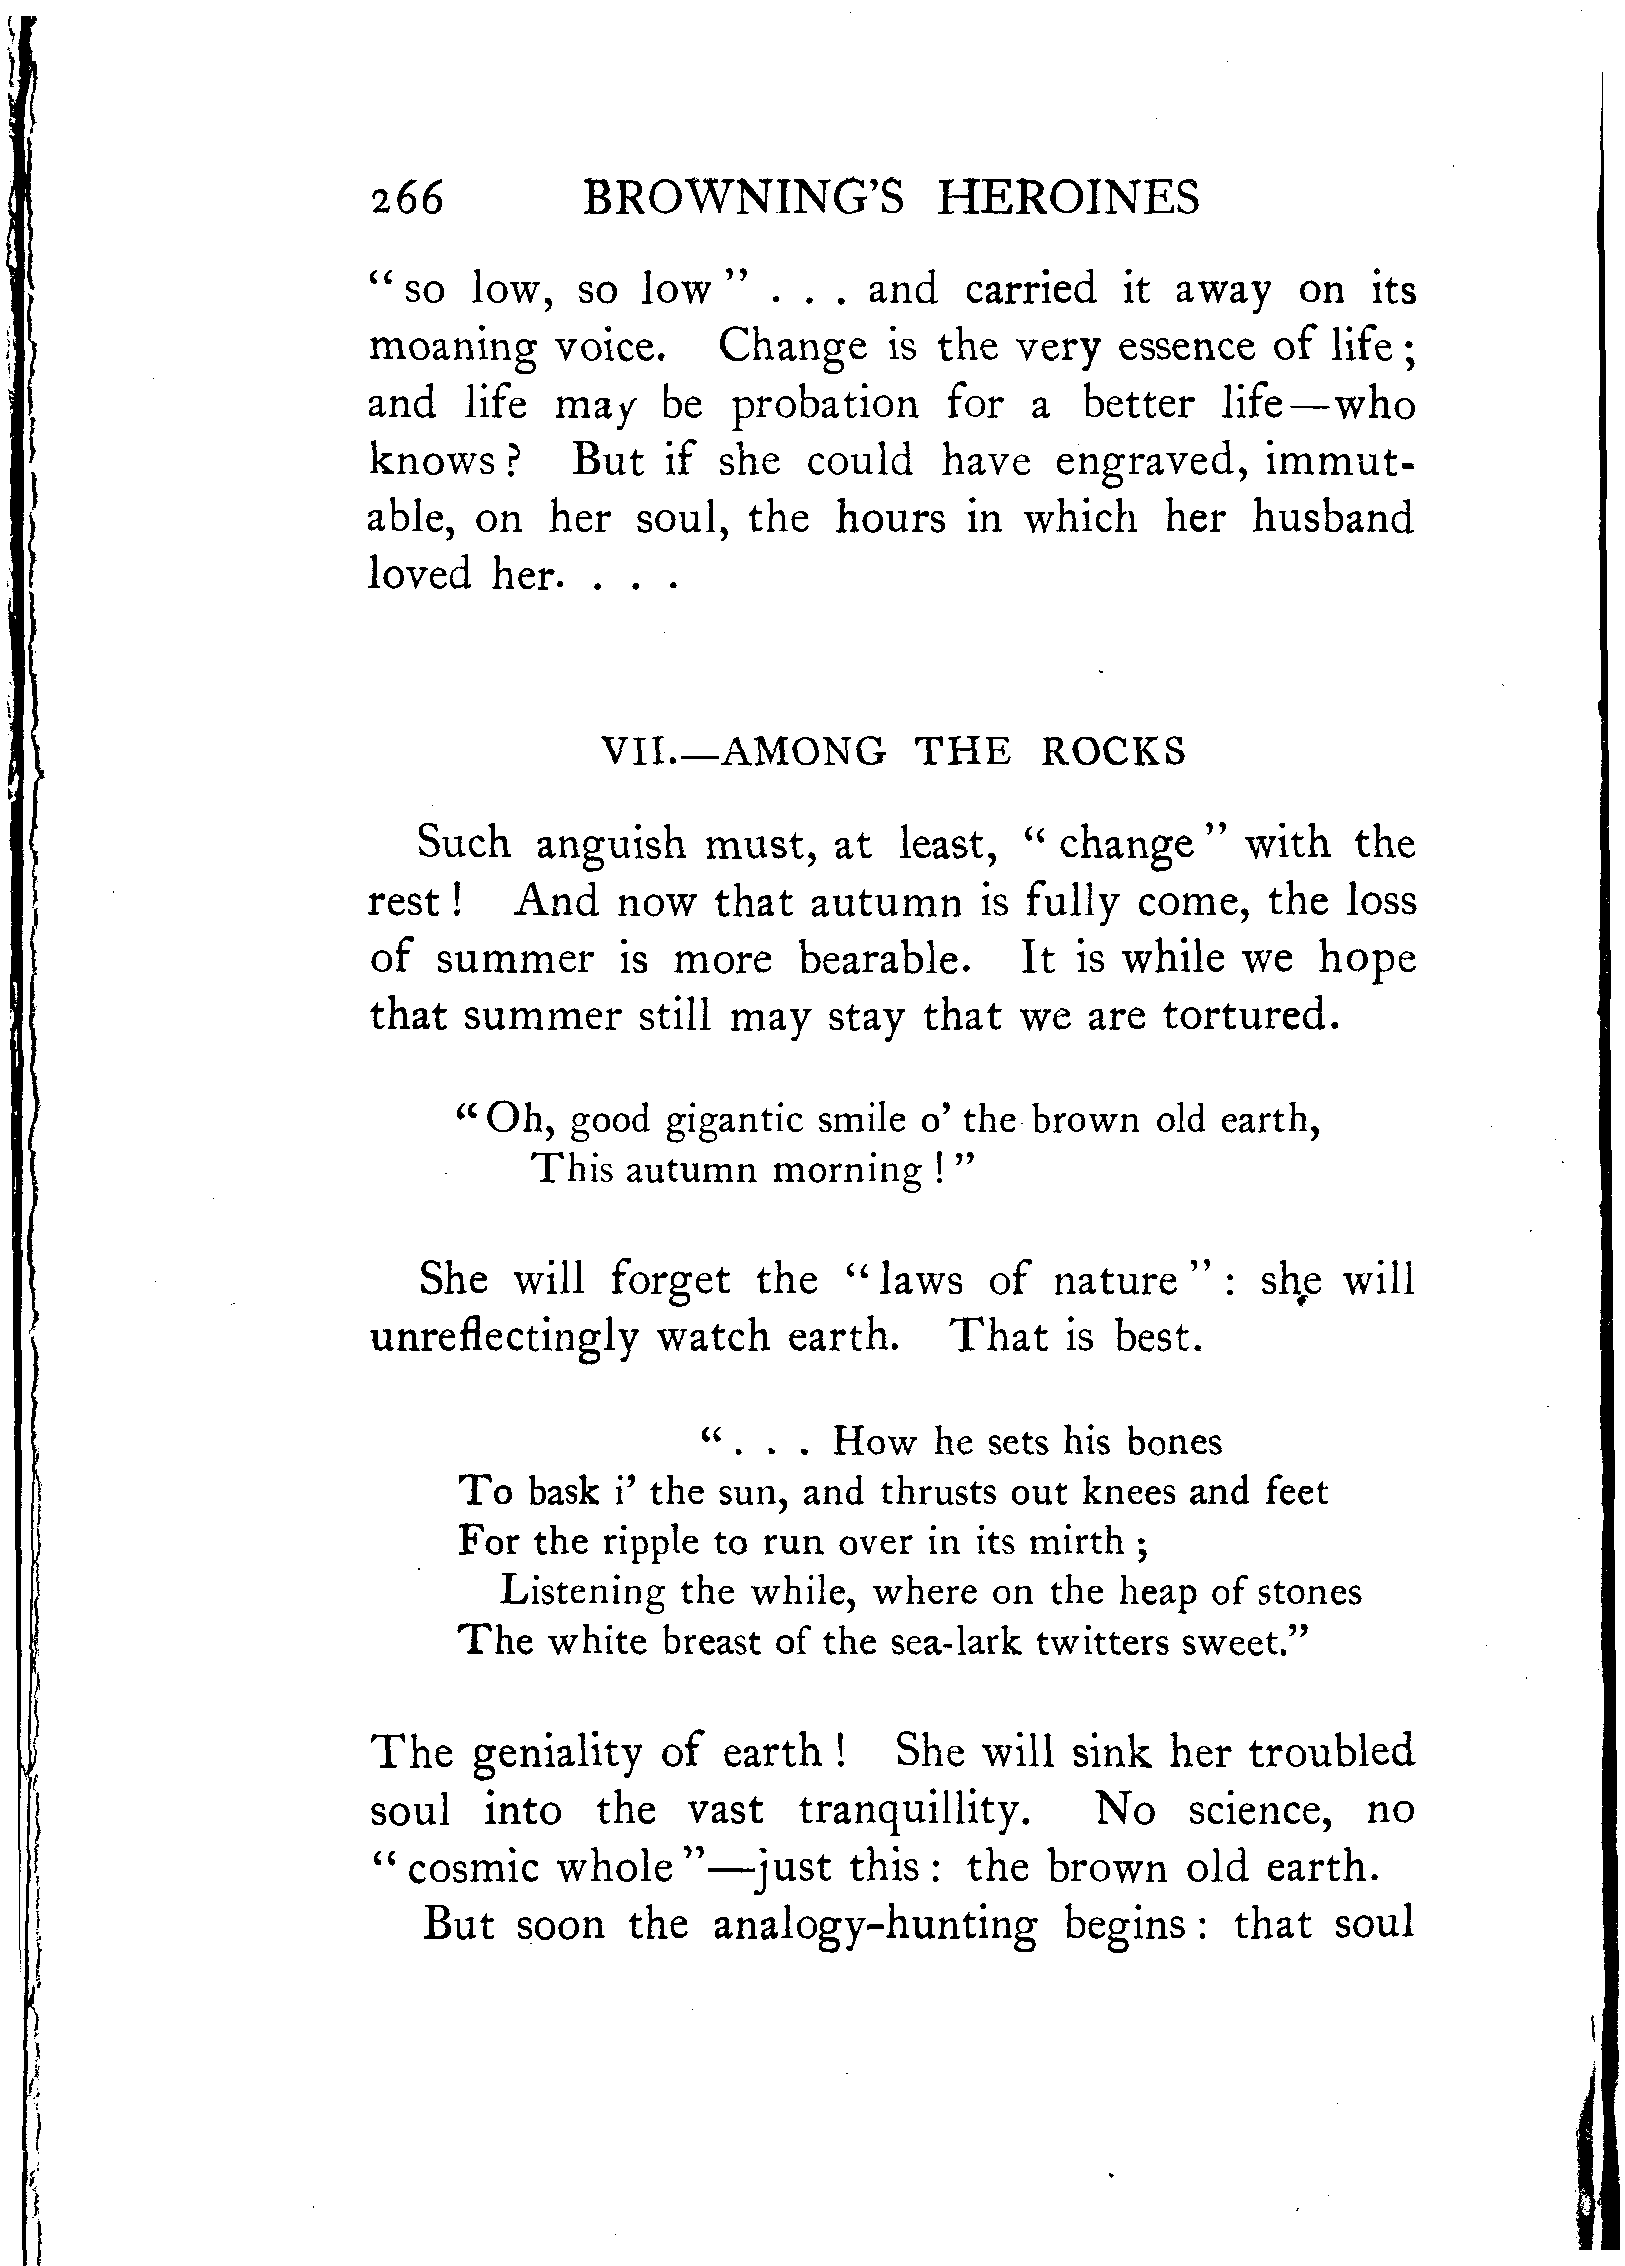 266 BROWNING'S HEROINES
“so low, so low” . . . and carried it away on its
moaning voice. Change is the very essence of life;
and life may be probation for a better life—who
knows? But if she could have engraved, immut-
able, on her soul, the hours in which her husband
loved her. . . .
VII.—AMONG THE ROCKS
Such anguish must, at least, “change” with the
rest! And now that autumn is fully come, the loss
of summer is more bearable. It is while we hope
that summer still may stay that we are tortured.
“Oh, good gigantic smile o’ the brown old earth,
This autumn morning!”
She will forget the “laws of nature”: she will
unreflectingly watch earth. That is best.
“. . . How he sets his bones
To bask i’ the sun, and thrusts out knees and feet
For the ripple to run over in its mirth;
Listening the while, where on the heap of stones
The white breast of the sea-lark twitters sweet.”
The geniality of earth! She will sink her troubled
soul into the vast tranquillity. No science, no
“cosmic whole”—just this: the brown old earth.
But soon the analogy-hunting begins: that soul